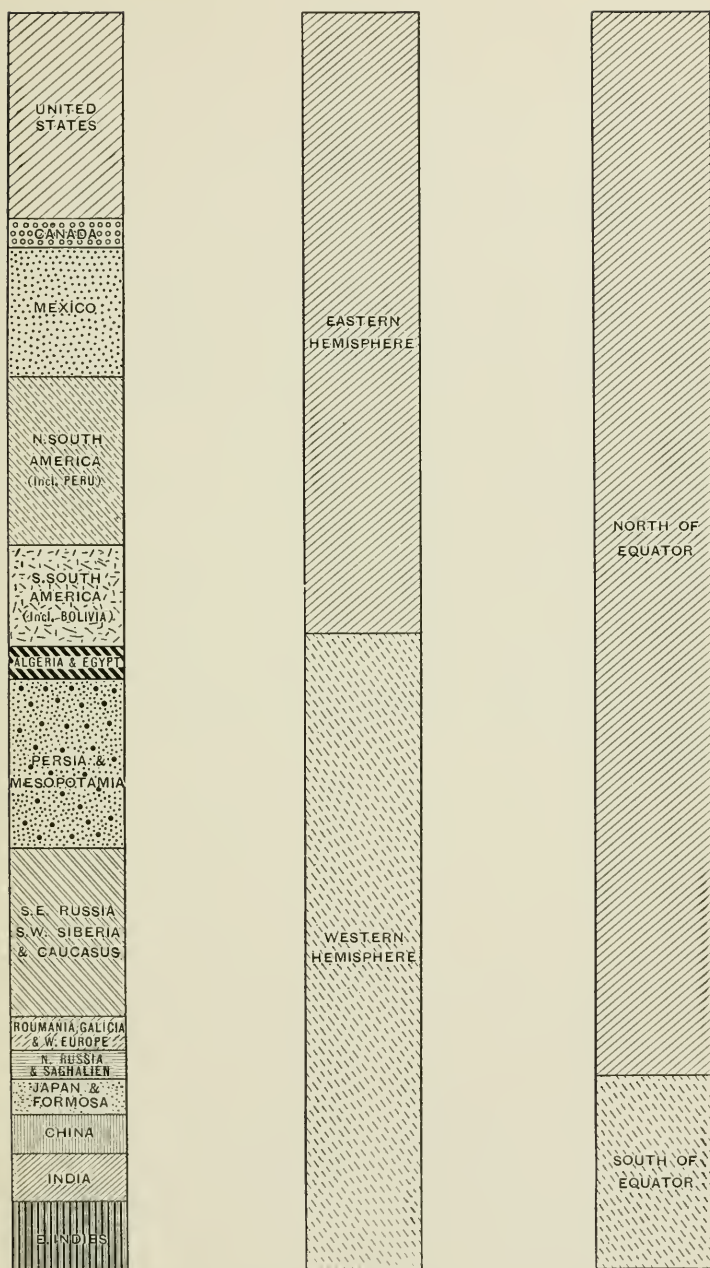 UNITED
STATES
CANADA
MEXICO
N. SOUTH
AMERICA
(Incl. PERU)
S. SOUTH
AMERICA
(Incl. BOLIVIA)
ALGERIA & EGYPT
PERSIA &
MESOPOTAMIA
S.E. RUSSIA
S.W. SIBERIA
& CAUCASUS
ROUMANIA, GALICIA
& W. EUROPE
N. RUSSIA
& SAGHALIEN
JAPAN &
FORMOSA
CHINA
INDIA
E. INDIES
EASTERN
HEMISPHERE
WESTERN
HEMISPHERE
NORTH OF
EQUATOR
SOUTH OF
EQUATOR